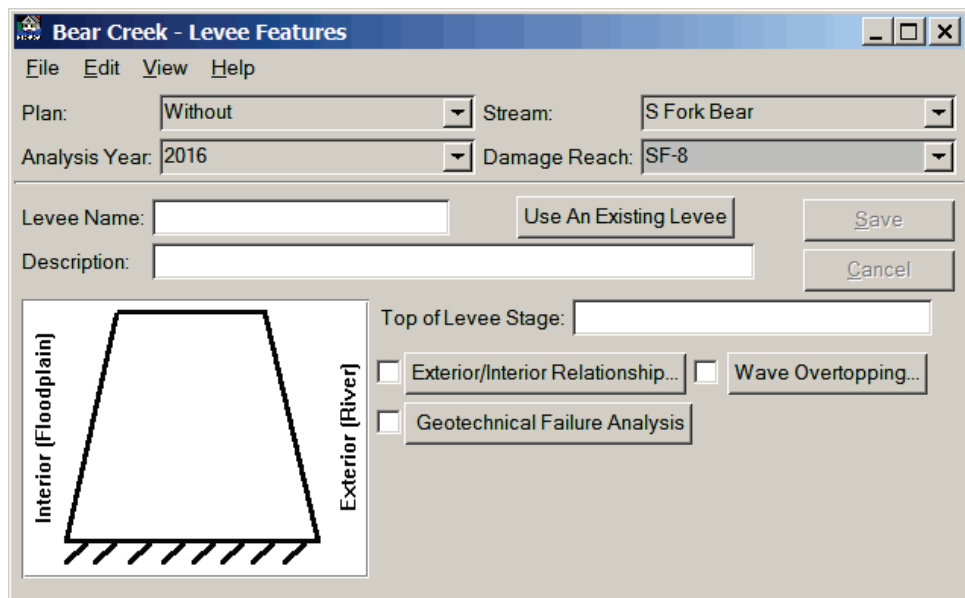 Bear Creek - Levee Features
File Edit View Help
Plan: Without Stream: S Fork Bear
Analysis Year: 2016 Damage Reach: SF-8
Levee Name: Use An Existing Levee Save
Description: Cancel
Top of Levee Stage:
Exterior/Interior Relationship... Wave Overtopping...
Geotechnical Failure Analysis
Interior (Floodplain)
Exterior (River)